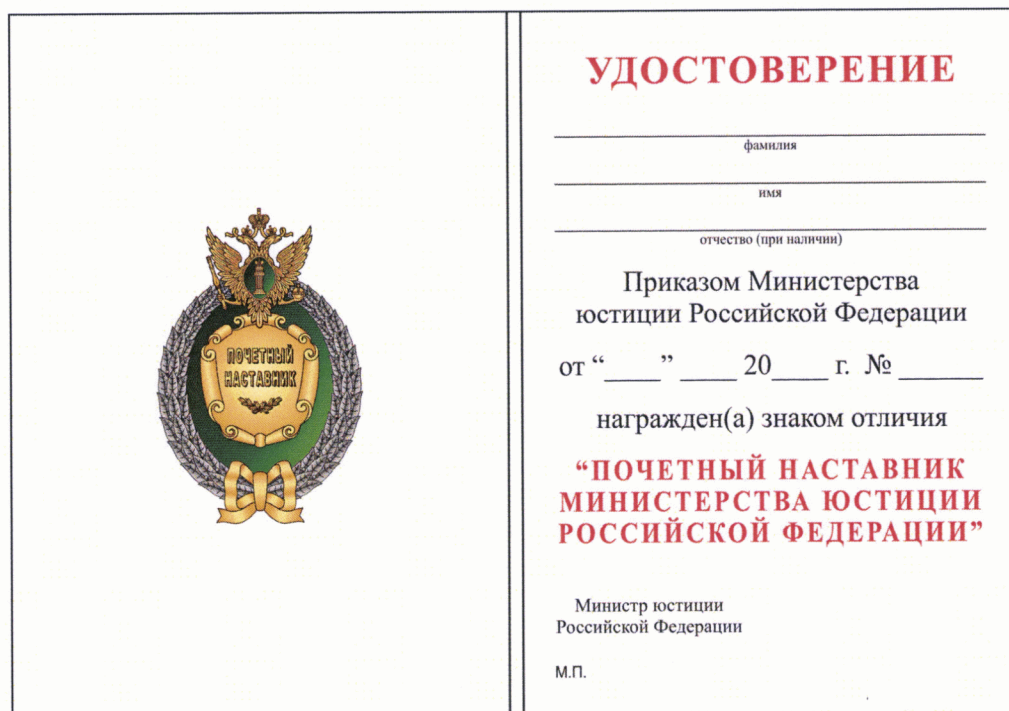 ПОЧЕТНЫЙ
НАСТАВНИК
УДОСТОВЕРЕНИЕ
фамилия
имя
отчество (при наличии)
Приказом Министерства
юстиции Российской Федерации
от “____” ____ 20____ г. № ______
награжден(а) знаком отличия
“ПОЧЕТНЫЙ НАСТАВНИК
МИНИСТЕРСТВА ЮСТИЦИИ
РОССИЙСКОЙ ФЕДЕРАЦИИ”
Министр юстиции
Российской Федерации
М.П.